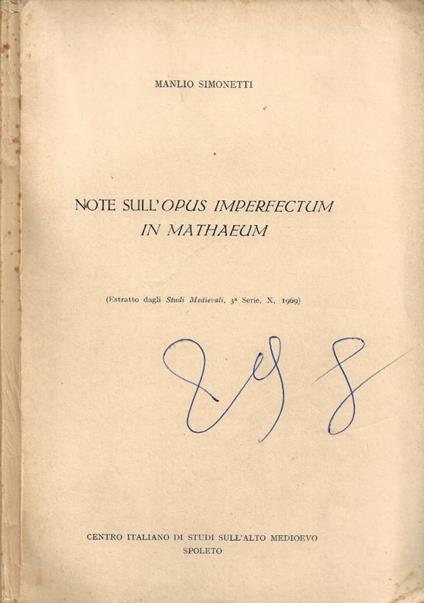 MANLIO SIMONETTI
NOTE SULL'OPUS IMPERFECTUM
IN MATHAEUM
(Estratto dagli Studi Medievali, 3ª Serie, X, 1969)
CENTRO ITALIANO DI STUDI SULL'ALTO MEDIOEVO
SPOLETO